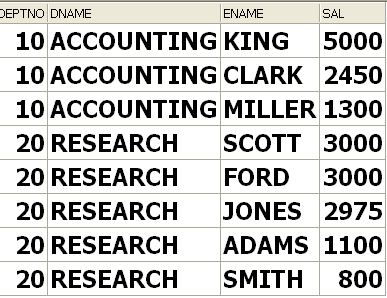 DEPTNO DNAME ENAME SAL
10 ACCOUNTING KING 5000
10 ACCOUNTING CLARK 2450
10 ACCOUNTING MILLER 1300
20 RESEARCH SCOTT 3000
20 RESEARCH FORD 3000
20 RESEARCH JONES 2975
20 RESEARCH ADAMS 1100
20 RESEARCH SMITH 800